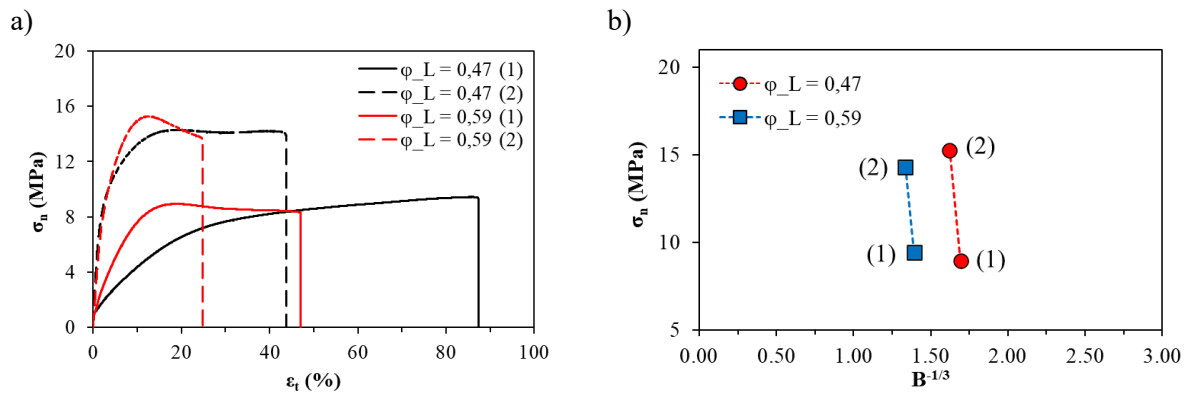 a)
20
16
12
8
4
0
σn (MPa)
φ_L = 0,47 (1)
φ_L = 0,47 (2)
φ_L = 0,59 (1)
φ_L = 0,59 (2)
0 20 40 60 80 100
εt (%)
b)
20
15
10
5
σn (MPa)
φ_L = 0,47
φ_L = 0,59
(2) (2)
(1) (1)
0.00 0.50 1.00 1.50 2.00 2.50 3.00
B-1/3